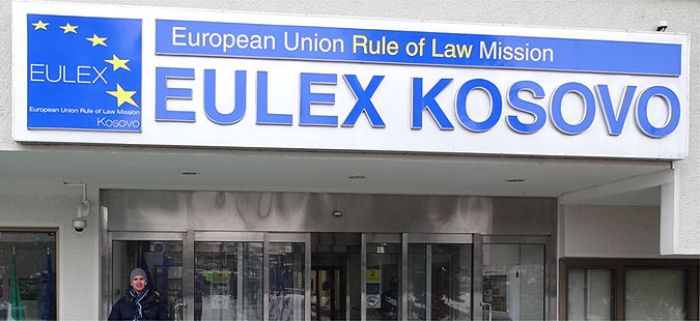 EULEX
European Union Rule of Law Mission
Kosovo
European Union Rule of Law Mission
EULEX KOSOVO